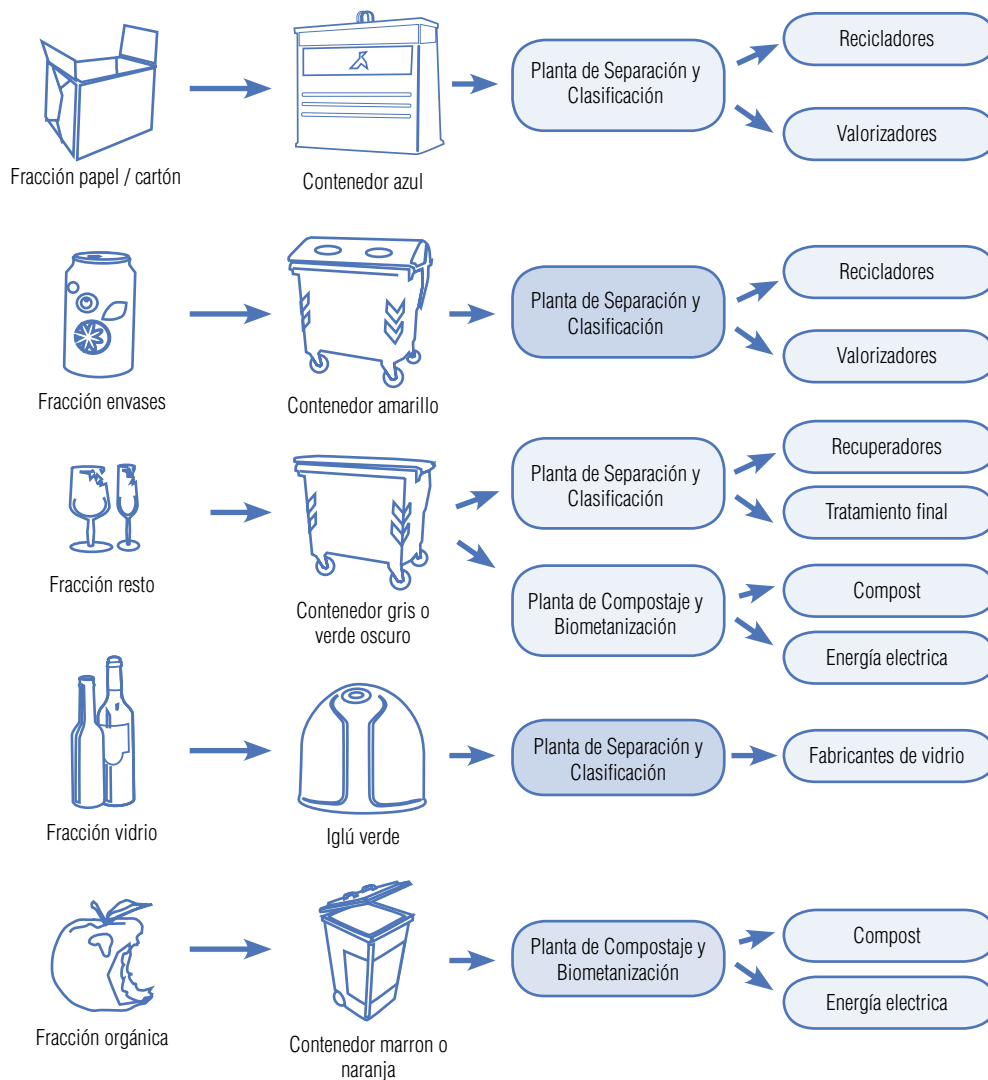 Fracción papel / cartón
Contenedor azul
Planta de Separación y
Clasificación
Recicladores
Valorizadores
Fracción envases
Contenedor amarillo
Planta de Separación y
Clasificación
Recicladores
Valorizadores
Fracción resto
Contenedor gris o
verde oscuro
Planta de Separación y
Clasificación
Recuperadores
Tratamiento final
Planta de Compostaje y
Biometanización
Compost
Energía electrica
Fracción vidrio
Iglú verde
Planta de Separación y
Clasificación
Fabricantes de vidrio
Fracción orgánica
Contenedor marron o
naranja
Planta de Compostaje y
Biometanización
Compost
Energía electrica